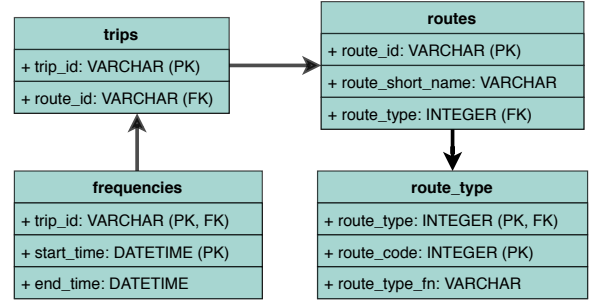 trips
+ trip_id: VARCHAR (PK)
+ route_id: VARCHAR (FK)
routes
+ route_id: VARCHAR (PK)
+ route_short_name: VARCHAR
+ route_type: INTEGER (FK)
frequencies
+ trip_id: VARCHAR (PK, FK)
+ start_time: DATETIME (PK)
+ end_time: DATETIME
route_type
+ route_type: INTEGER (PK, FK)
+ route_code: INTEGER (PK)
+ route_type_fn: VARCHAR